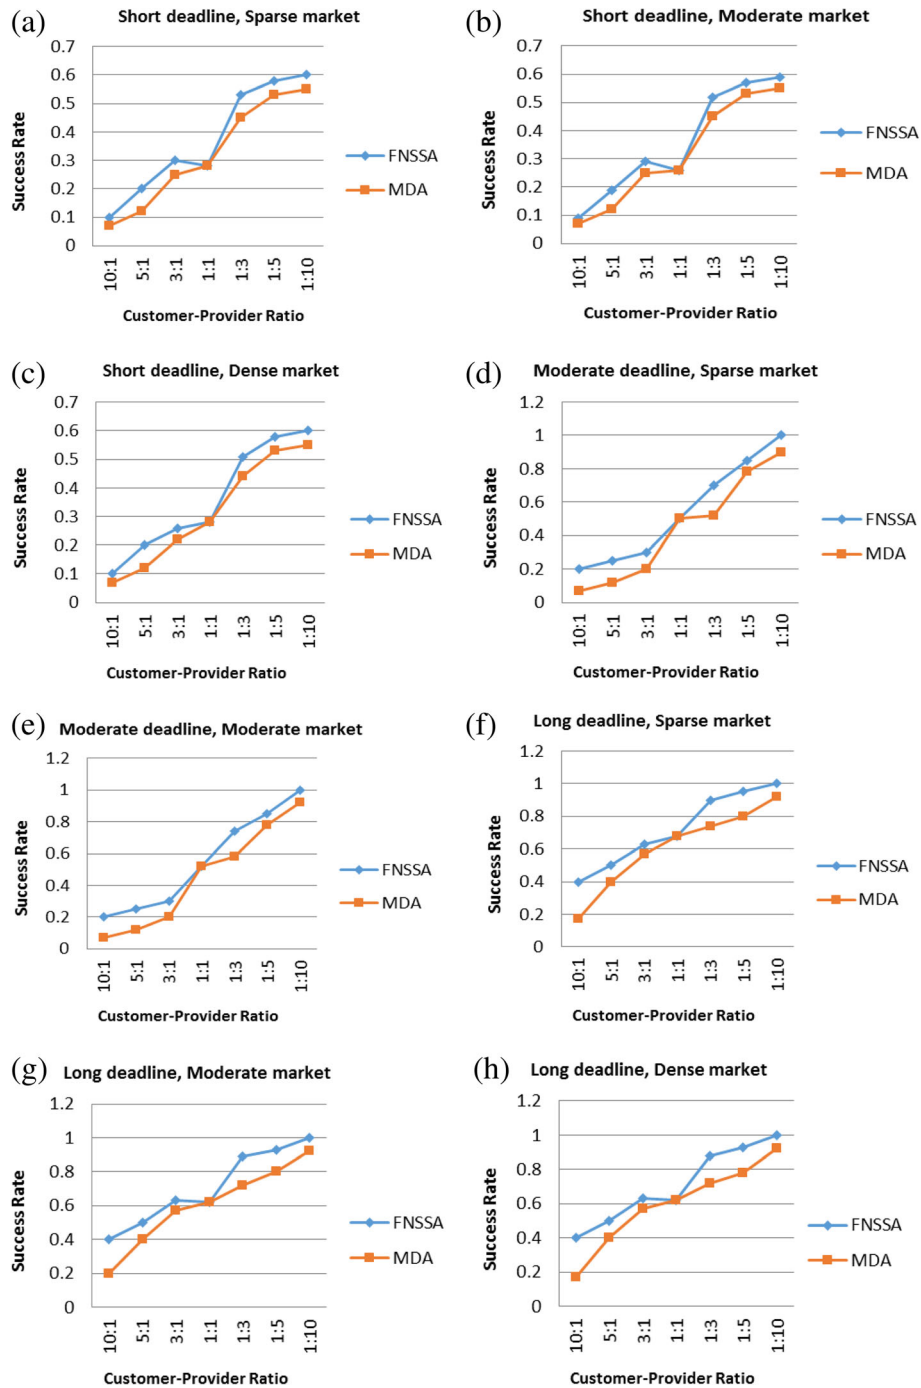 (a)
Short deadline, Sparse market
0.7
0.6
0.5
0.4
0.3
0.2
0.1
0
Success Rate
10:1
5:1
3:1
1:1
1:3
1:5
1:10
Customer-Provider Ratio
FNSSA
MDA
(b)
Short deadline, Moderate market
0.7
0.6
0.5
0.4
0.3
0.2
0.1
0
Success Rate
10:1
5:1
3:1
1:1
1:3
1:5
1:10
Customer-Provider Ratio
FNSSA
MDA
(c)
Short deadline, Dense market
0.7
0.6
0.5
0.4
0.3
0.2
0.1
0
Success Rate
10:1
5:1
3:1
1:1
1:3
1:5
1:10
Customer-Provider Ratio
FNSSA
MDA
(d)
Moderate deadline, Sparse market
1.2
1
0.8
0.6
0.4
0.2
0
Success Rate
10:1
5:1
3:1
1:1
1:3
1:5
1:10
Customer-Provider Ratio
FNSSA
MDA
(e)
Moderate deadline, Moderate market
1.2
1
0.8
0.6
0.4
0.2
0
Success Rate
10:1
5:1
3:1
1:1
1:3
1:5
1:10
Customer-Provider Ratio
FNSSA
MDA
(f)
Long deadline, Sparse market
1.2
1
0.8
0.6
0.4
0.2
0
Success Rate
10:1
5:1
3:1
1:1
1:3
1:5
1:10
Customer-Provider Ratio
FNSSA
MDA
(g)
Long deadline, Moderate market
1.2
1
0.8
0.6
0.4
0.2
0
Success Rate
10:1
5:1
3:1
1:1
1:3
1:5
1:10
Customer-Provider Ratio
FNSSA
MDA
(h)
Long deadline, Dense market
1.2
1
0.8
0.6
0.4
0.2
0
Success Rate
10:1
5:1
3:1
1:1
1:3
1:5
1:10
Customer-Provider Ratio
FNSSA
MDA